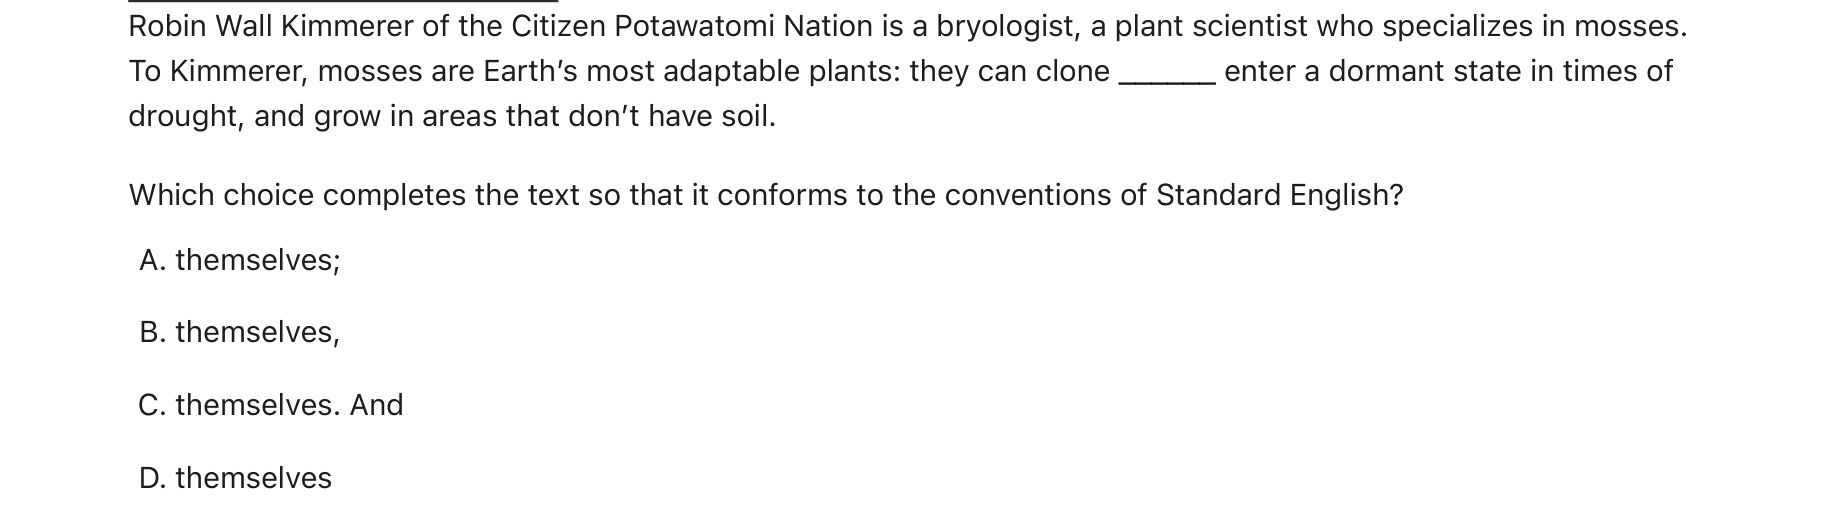 Robin Wall Kimmerer of the Citizen Potawatomi Nation is a bryologist, a plant scientist who specializes in mosses.
To Kimmerer, mosses are Earth’s most adaptable plants: they can clone ______ enter a dormant state in times of
drought, and grow in areas that don’t have soil.
Which choice completes the text so that it conforms to the conventions of Standard English?
A. themselves;
B. themselves,
C. themselves. And
D. themselves